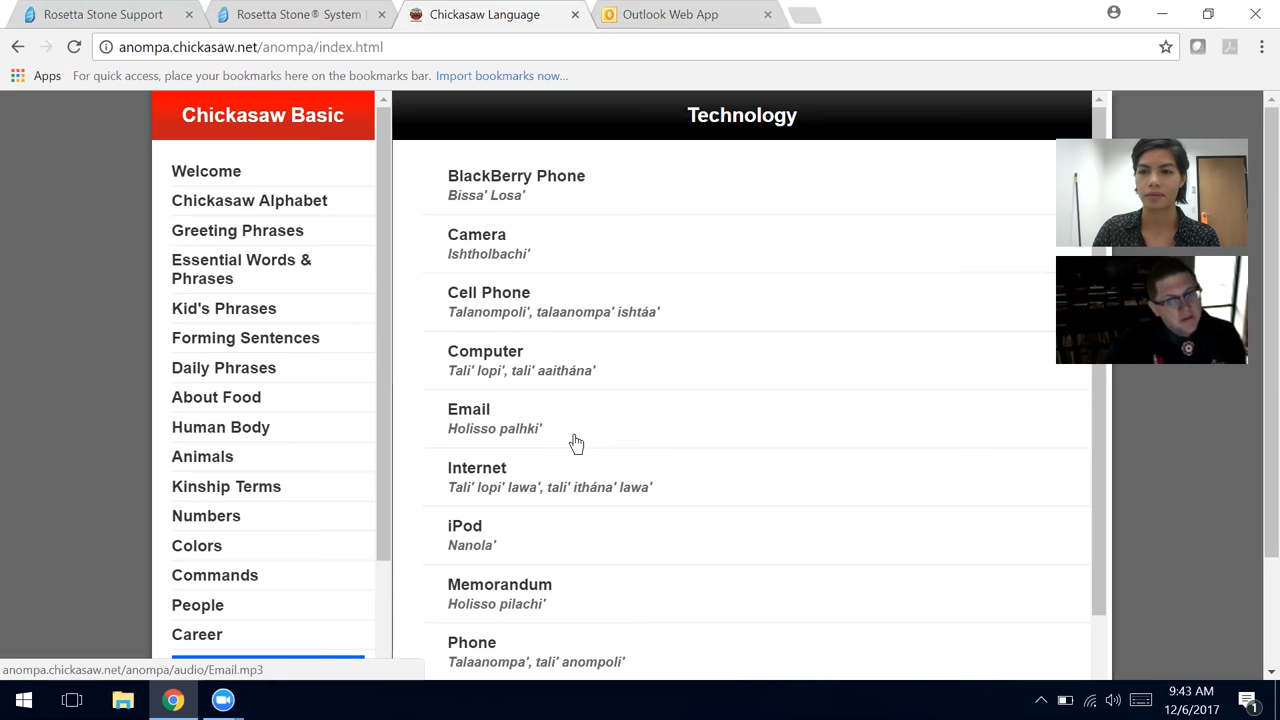 Rosetta Stone Support
Rosetta Stone® System |
Chickasaw Language
Outlook Web App
anompa.chickasaw.net/anompa/index.html
Apps
For quick access, place your bookmarks here on the bookmarks bar. Import bookmarks now...
Chickasaw Basic
Welcome
Chickasaw Alphabet
Greeting Phrases
Essential Words &
Phrases
Kid's Phrases
Forming Sentences
Daily Phrases
About Food
Human Body
Animals
Kinship Terms
Numbers
Colors
Commands
People
Career
Technology
BlackBerry Phone
Bissa' Losa'
Camera
Ishtholbachi'
Cell Phone
Talanompoli', talaanompa' ishtáa'
Computer
Tali' lopi', tali' aaithána'
Email
Holisso palhki'
Internet
Tali' lopi' lawa', tali' ithána' lawa'
iPod
Nanola'
Memorandum
Holisso pilachi'
Phone
Talaanompa', tali' anompoli'
anompa.chickasaw.net/anompa/audio/Email.mp3
9:43 AM
12/6/2017
1